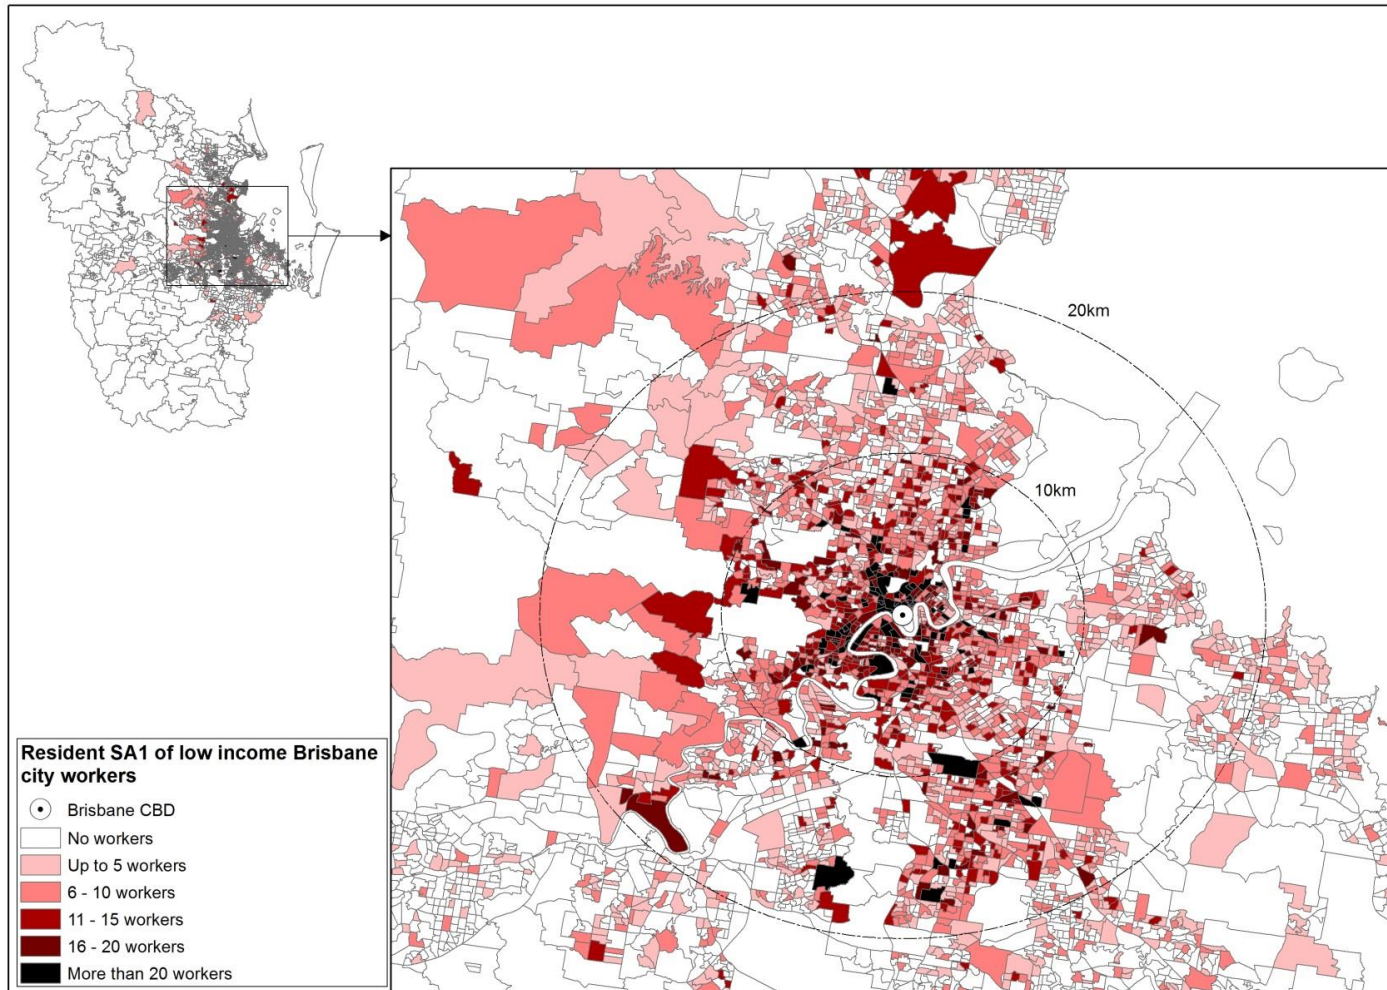 20km
10km
Resident SA1 of low income Brisbane
city workers
Brisbane CBD
No workers
Up to 5 workers
6 - 10 workers
11 - 15 workers
16 - 20 workers
More than 20 workers